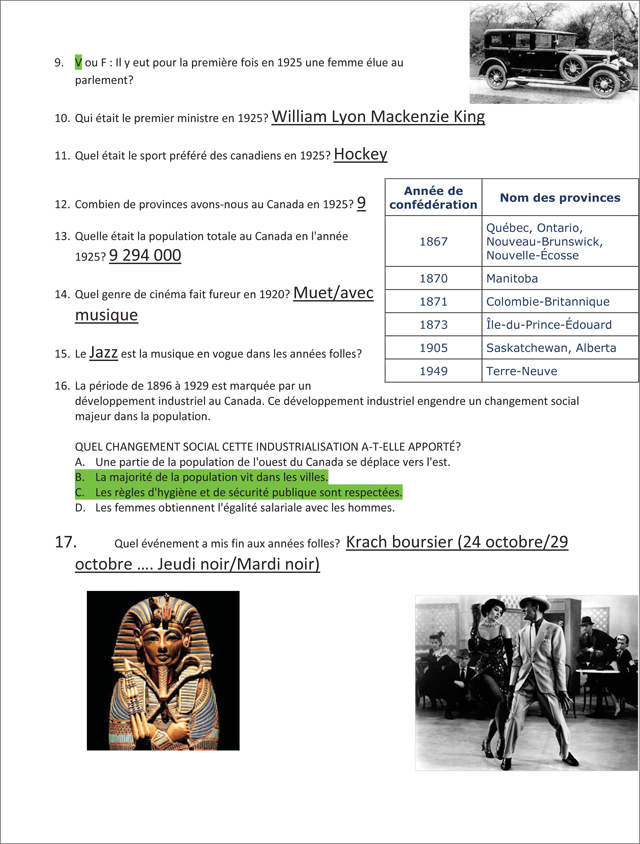 9. V ou F : Il y eut pour la première fois en 1925 une femme élue au
parlement?
10. Qui était le premier ministre en 1925? William Lyon Mackenzie King
11. Quel était le sport préféré des canadiens en 1925? Hockey
12. Combien de provinces avons-nous au Canada en 1925? 9
13. Quelle était la population totale au Canada en l'année
1925? 9 294 000
14. Quel genre de cinéma fait fureur en 1920? Muet/avec
musique
15. Le Jazz est la musique en vogue dans les années folles?
Année de confédération Nom des provinces
1867 Québec, Ontario,
Nouveau-Brunswick,
Nouvelle-Écosse
1870 Manitoba
1871 Colombie-Britannique
1873 Île-du-Prince-Édouard
1905 Saskatchewan, Alberta
1949 Terre-Neuve
16. La période de 1896 à 1929 est marquée par un
développement industriel au Canada. Ce développement industriel engendre un changement social
majeur dans la population.
QUEL CHANGEMENT SOCIAL CETTE INDUSTRIALISATION A-T-ELLE APPORTÉ?
A. Une partie de la population de l'ouest du Canada se déplace vers l'est.
B. La majorité de la population vit dans les villes.
C. Les règles d'hygiène et de sécurité publique sont respectées.
D. Les femmes obtiennent l'égalité salariale avec les hommes.
17. Quel événement a mis fin aux années folles? Krach boursier (24 octobre/29
octobre .... Jeudi noir/Mardi noir)